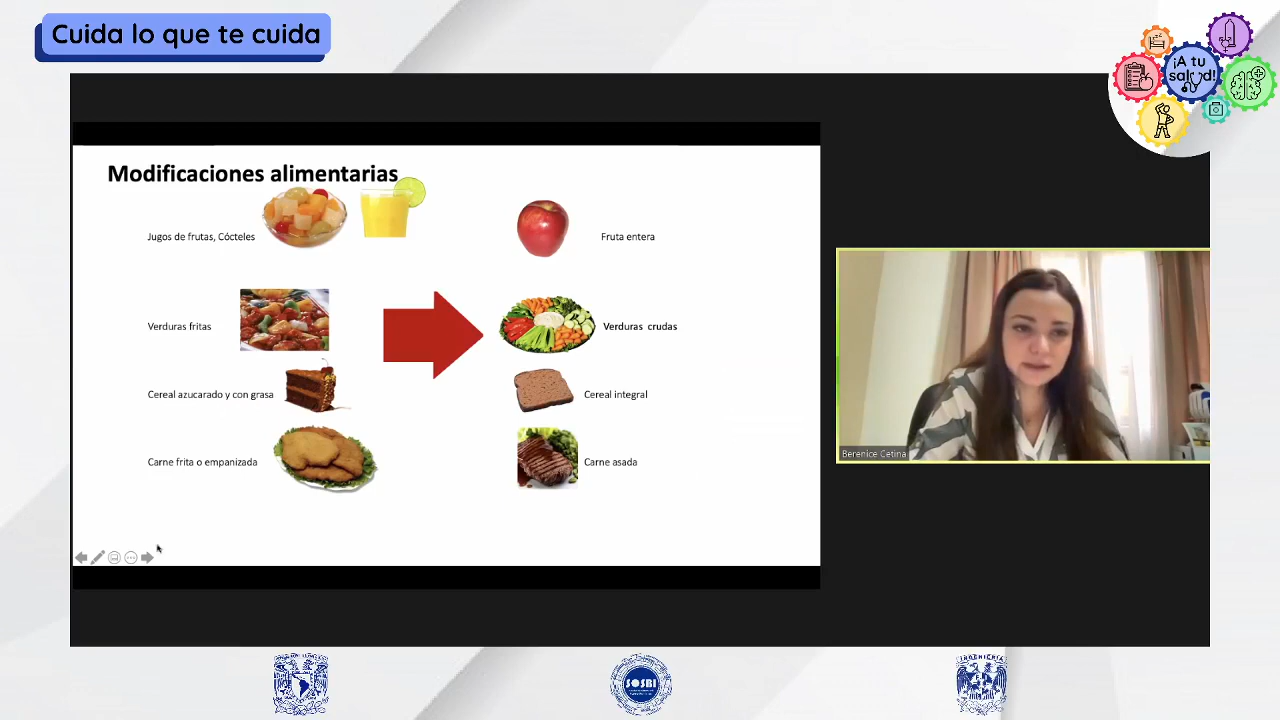 Cuida lo que te cuida
¡A tu
salud!
Modificaciones alimentarias
Jugos de frutas, Cócteles
Fruta entera
Verduras fritas
Verduras crudas
Cereal azucarado y con grasa
Cereal integral
Carne frita o empanizada
Carne asada
Berenice Cetina
SOSBI